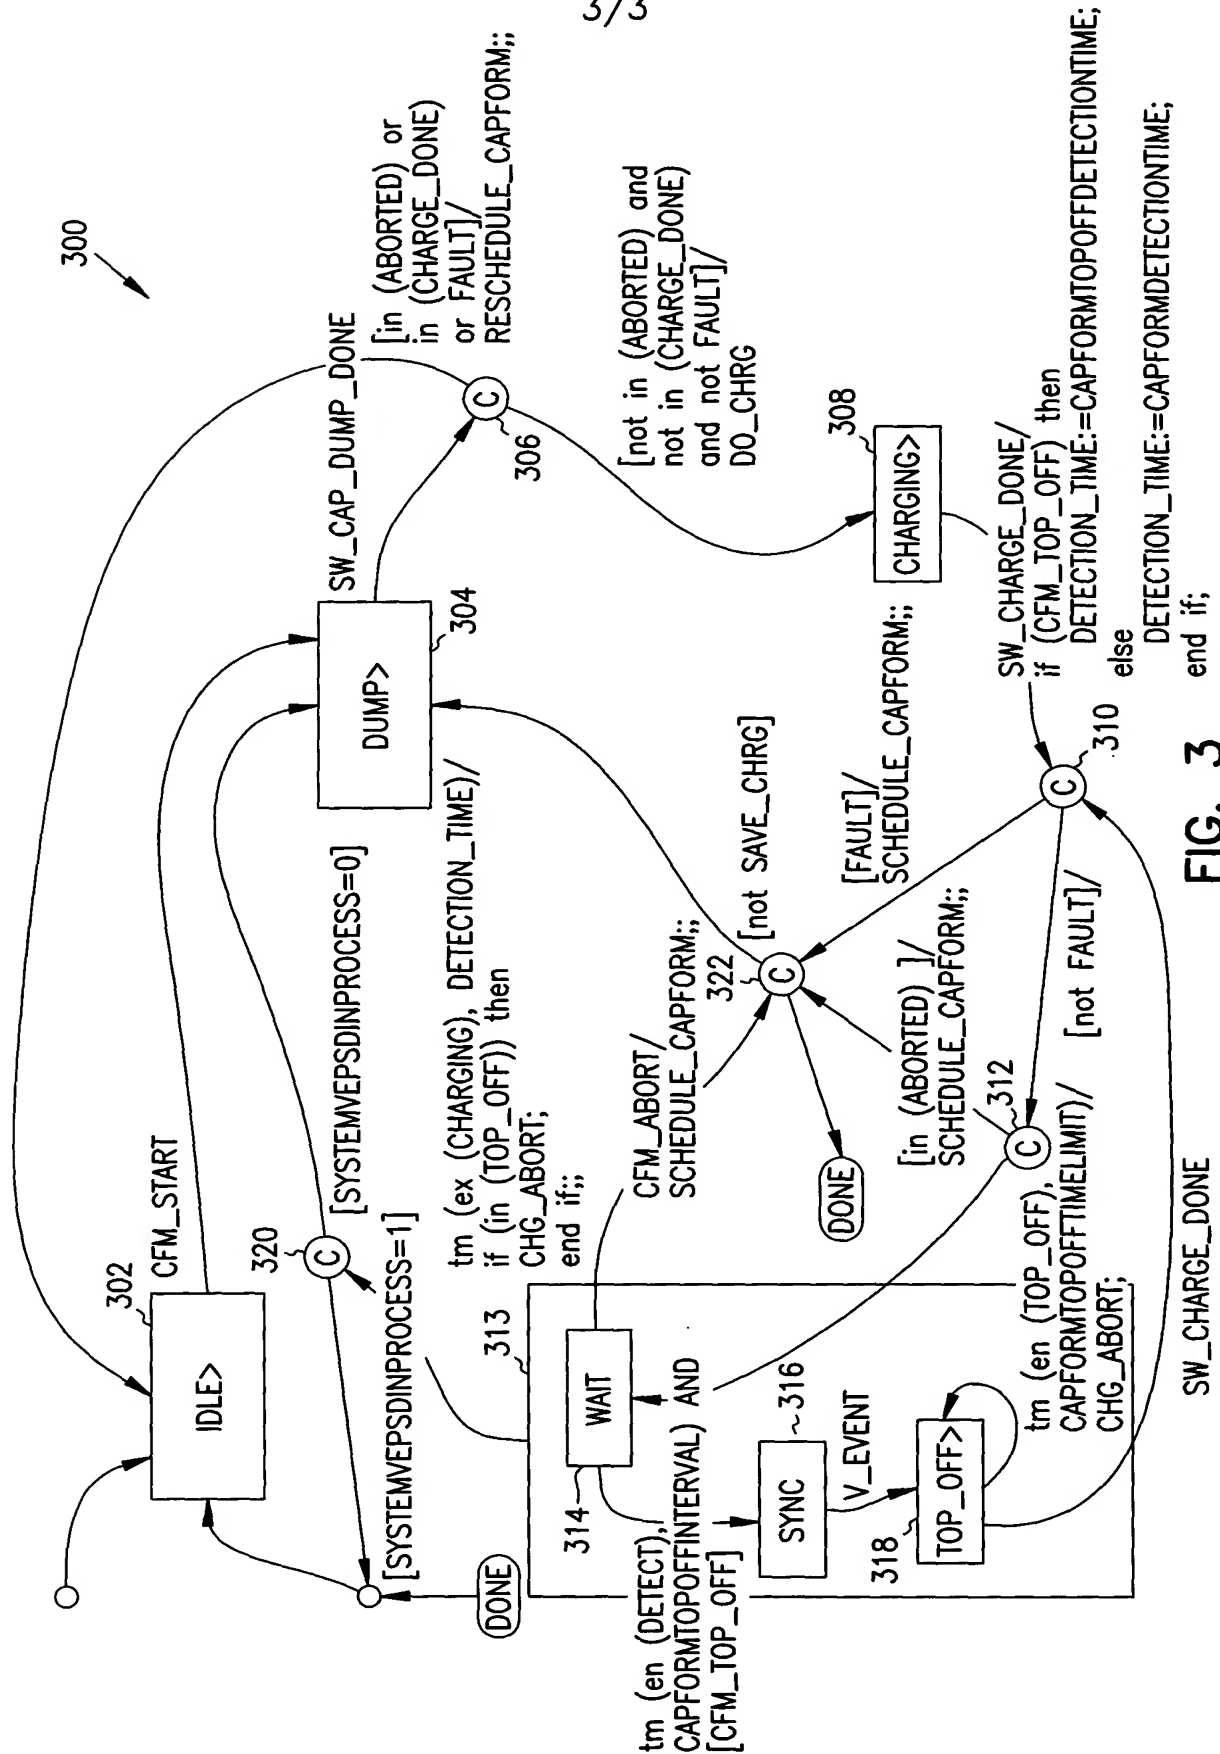 3/3
300
302
IDLE>
CFM_START
SW_CAP_DUMP_DONE
[in (ABORTED) or
in (CHARGE_DONE)
or FAULT]/
RESCHEDULE_CAPFORM;;
320
C
[SYSTEMVEPSDINPROCESS=0]
[SYSTEMVEPSDINPROCESS=1]
DONE
DUMP>
304
C
306
[not in (ABORTED) and
not in (CHARGE_DONE)
and not FAULT]/
DO_CHRG
tm (ex (CHARGING), DETECTION_TIME)/
if (in (TOP_OFF)) then
CHG_ABORT;
end if;;
313
WAIT
314
tm (en (DETECT),
CAPFORMTOPOFFINTERVAL) AND
[CFM_TOP_OFF]
SYNC
316
V_EVENT
318
TOP_OFF>
CFM_ABORT/
SCHEDULE_CAPFORM;;
322
C
[not SAVE_CHRG]
DONE
[FAULT]/
SCHEDULE_CAPFORM;;
308
CHARGING>
[in (ABORTED) ]/
SCHEDULE_CAPFORM;;
312
C
[not FAULT]/
310
C
SW_CHARGE_DONE/
if (CFM_TOP_OFF) then
DETECTION_TIME:=CAPFORMTOPOFFDETECTIONTIME;
else
DETECTION_TIME:=CAPFORMDETECTIONTIME;
end if;
tm (en (TOP_OFF),
CAPFORMTOPOFFTIMELIMIT)/
CHG_ABORT;
SW_CHARGE_DONE
FIG. 3